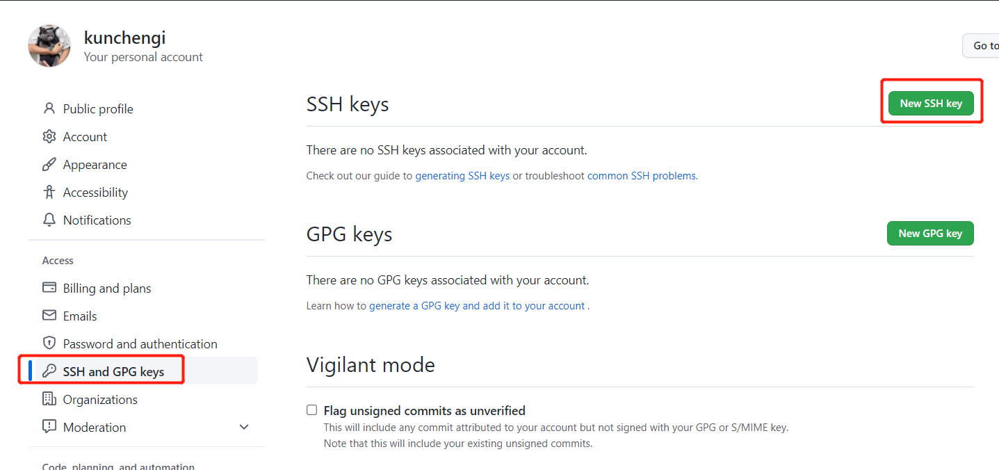 kunchengi
Your personal account
Go to
Public profile
Account
Appearance
Accessibility
Notifications
Access
Billing and plans
Emails
Password and authentication
SSH and GPG keys
Organizations
Moderation
Code, planning, and automation
SSH keys
New SSH key
There are no SSH keys associated with your account.
Check out our guide to generating SSH keys or troubleshoot common SSH problems.
GPG keys
New GPG key
There are no GPG keys associated with your account.
Learn how to generate a GPG key and add it to your account .
Vigilant mode
Flag unsigned commits as unverified
This will include any commit attributed to your account but not signed with your GPG or S/MIME key.
Note that this will include your existing unsigned commits.